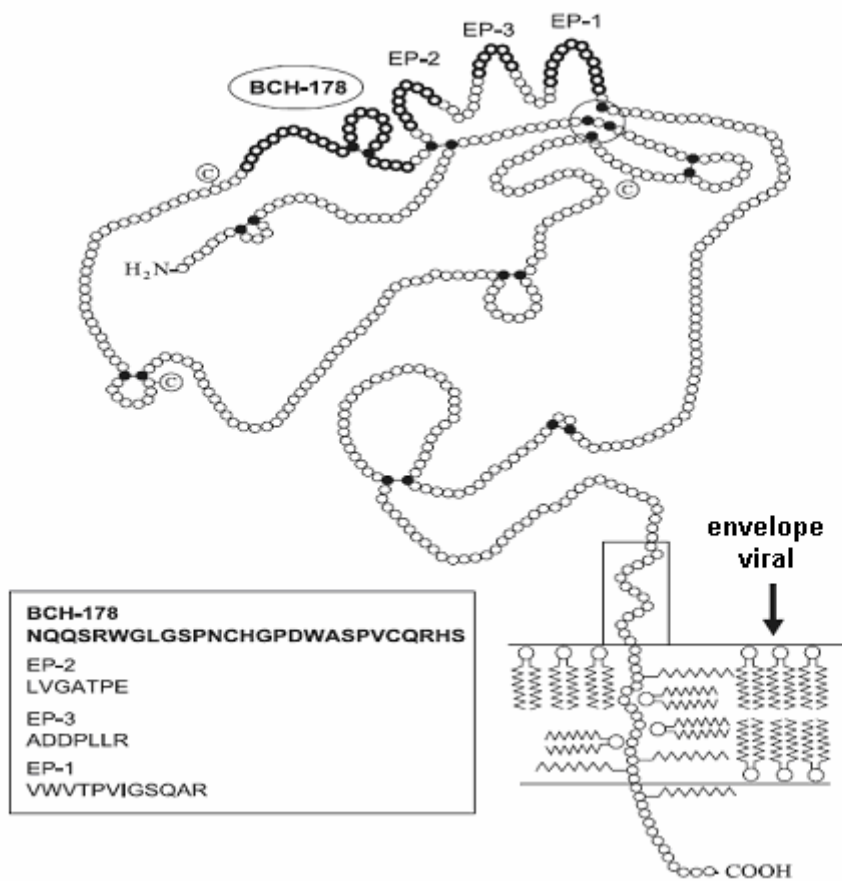 EP-1
EP-3
EP-2
BCH-178
C
C
H₂N
C
envelope
viral
BCH-178
NQQSRWGLGSPNCHGPDWASPVCQRHS
EP-2
LVGATPE
EP-3
ADDPLLR
EP-1
VWVTPVIGSQAR
COOH